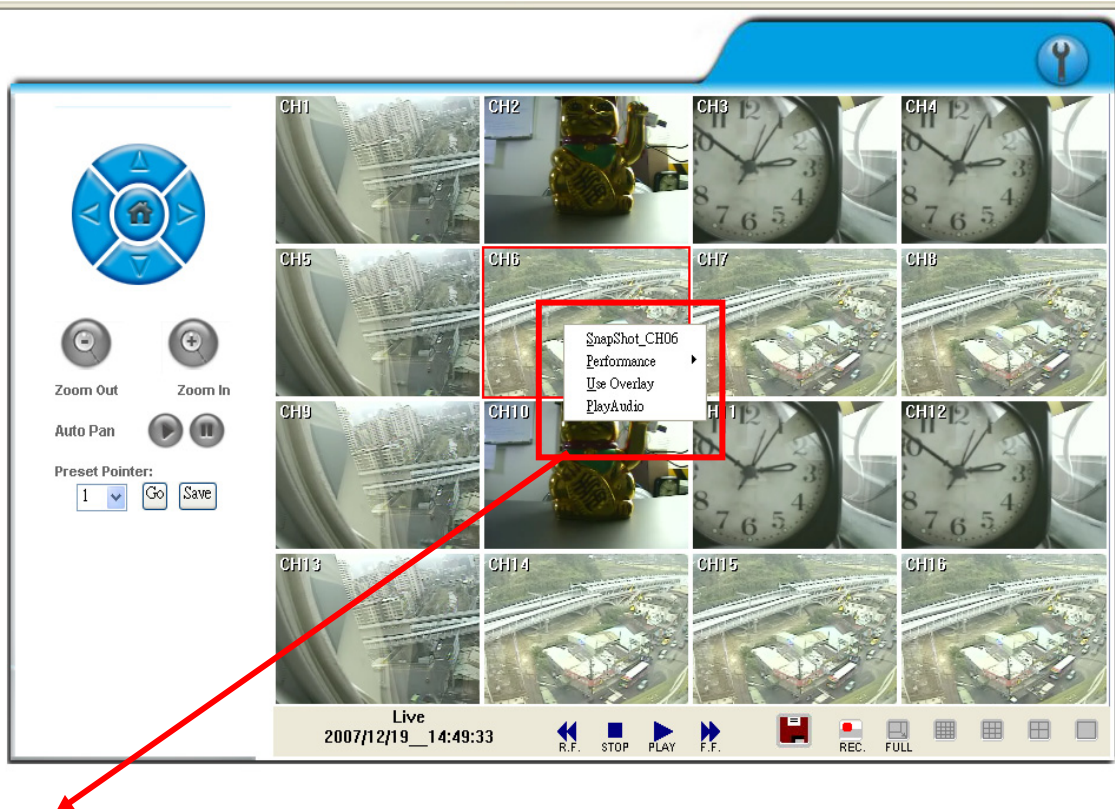 CH1
CH2
CH3
CH4
CH5
CH6
CH7
CH8
SnapShot_CH06
Performance
Use Overlay
PlayAudio
Zoom Out
Zoom In
CH9
CH10
CH11
CH12
Auto Pan
Preset Pointer:
1
Go
Save
CH13
CH14
CH15
CH16
Live
2007/12/19__14:49:33
R.F.
STOP
PLAY
F.F.
REC.
FULL